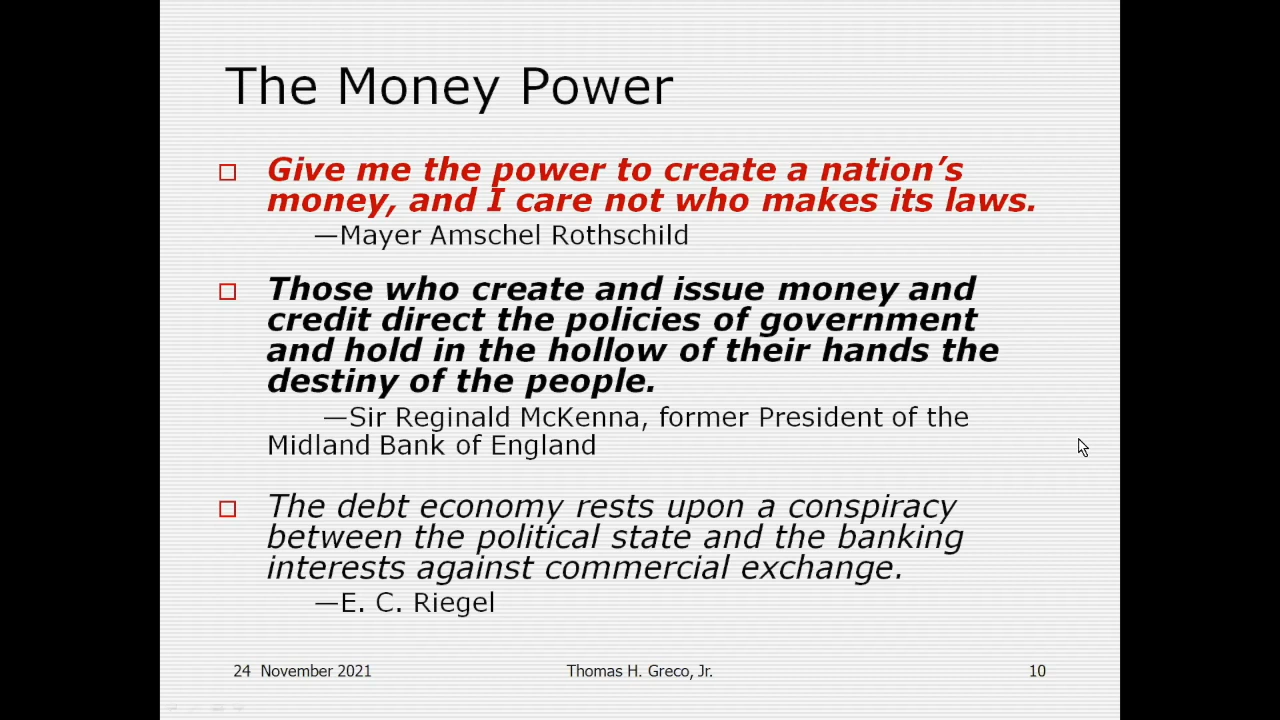 The Money Power
Give me the power to create a nation’s
money, and I care not who makes its laws.
—Mayer Amschel Rothschild
Those who create and issue money and
credit direct the policies of government
and hold in the hollow of their hands the
destiny of the people.
—Sir Reginald McKenna, former President of the
Midland Bank of England
The debt economy rests upon a conspiracy
between the political state and the banking
interests against commercial exchange.
—E. C. Riegel
24 November 2021 Thomas H. Greco, Jr. 10